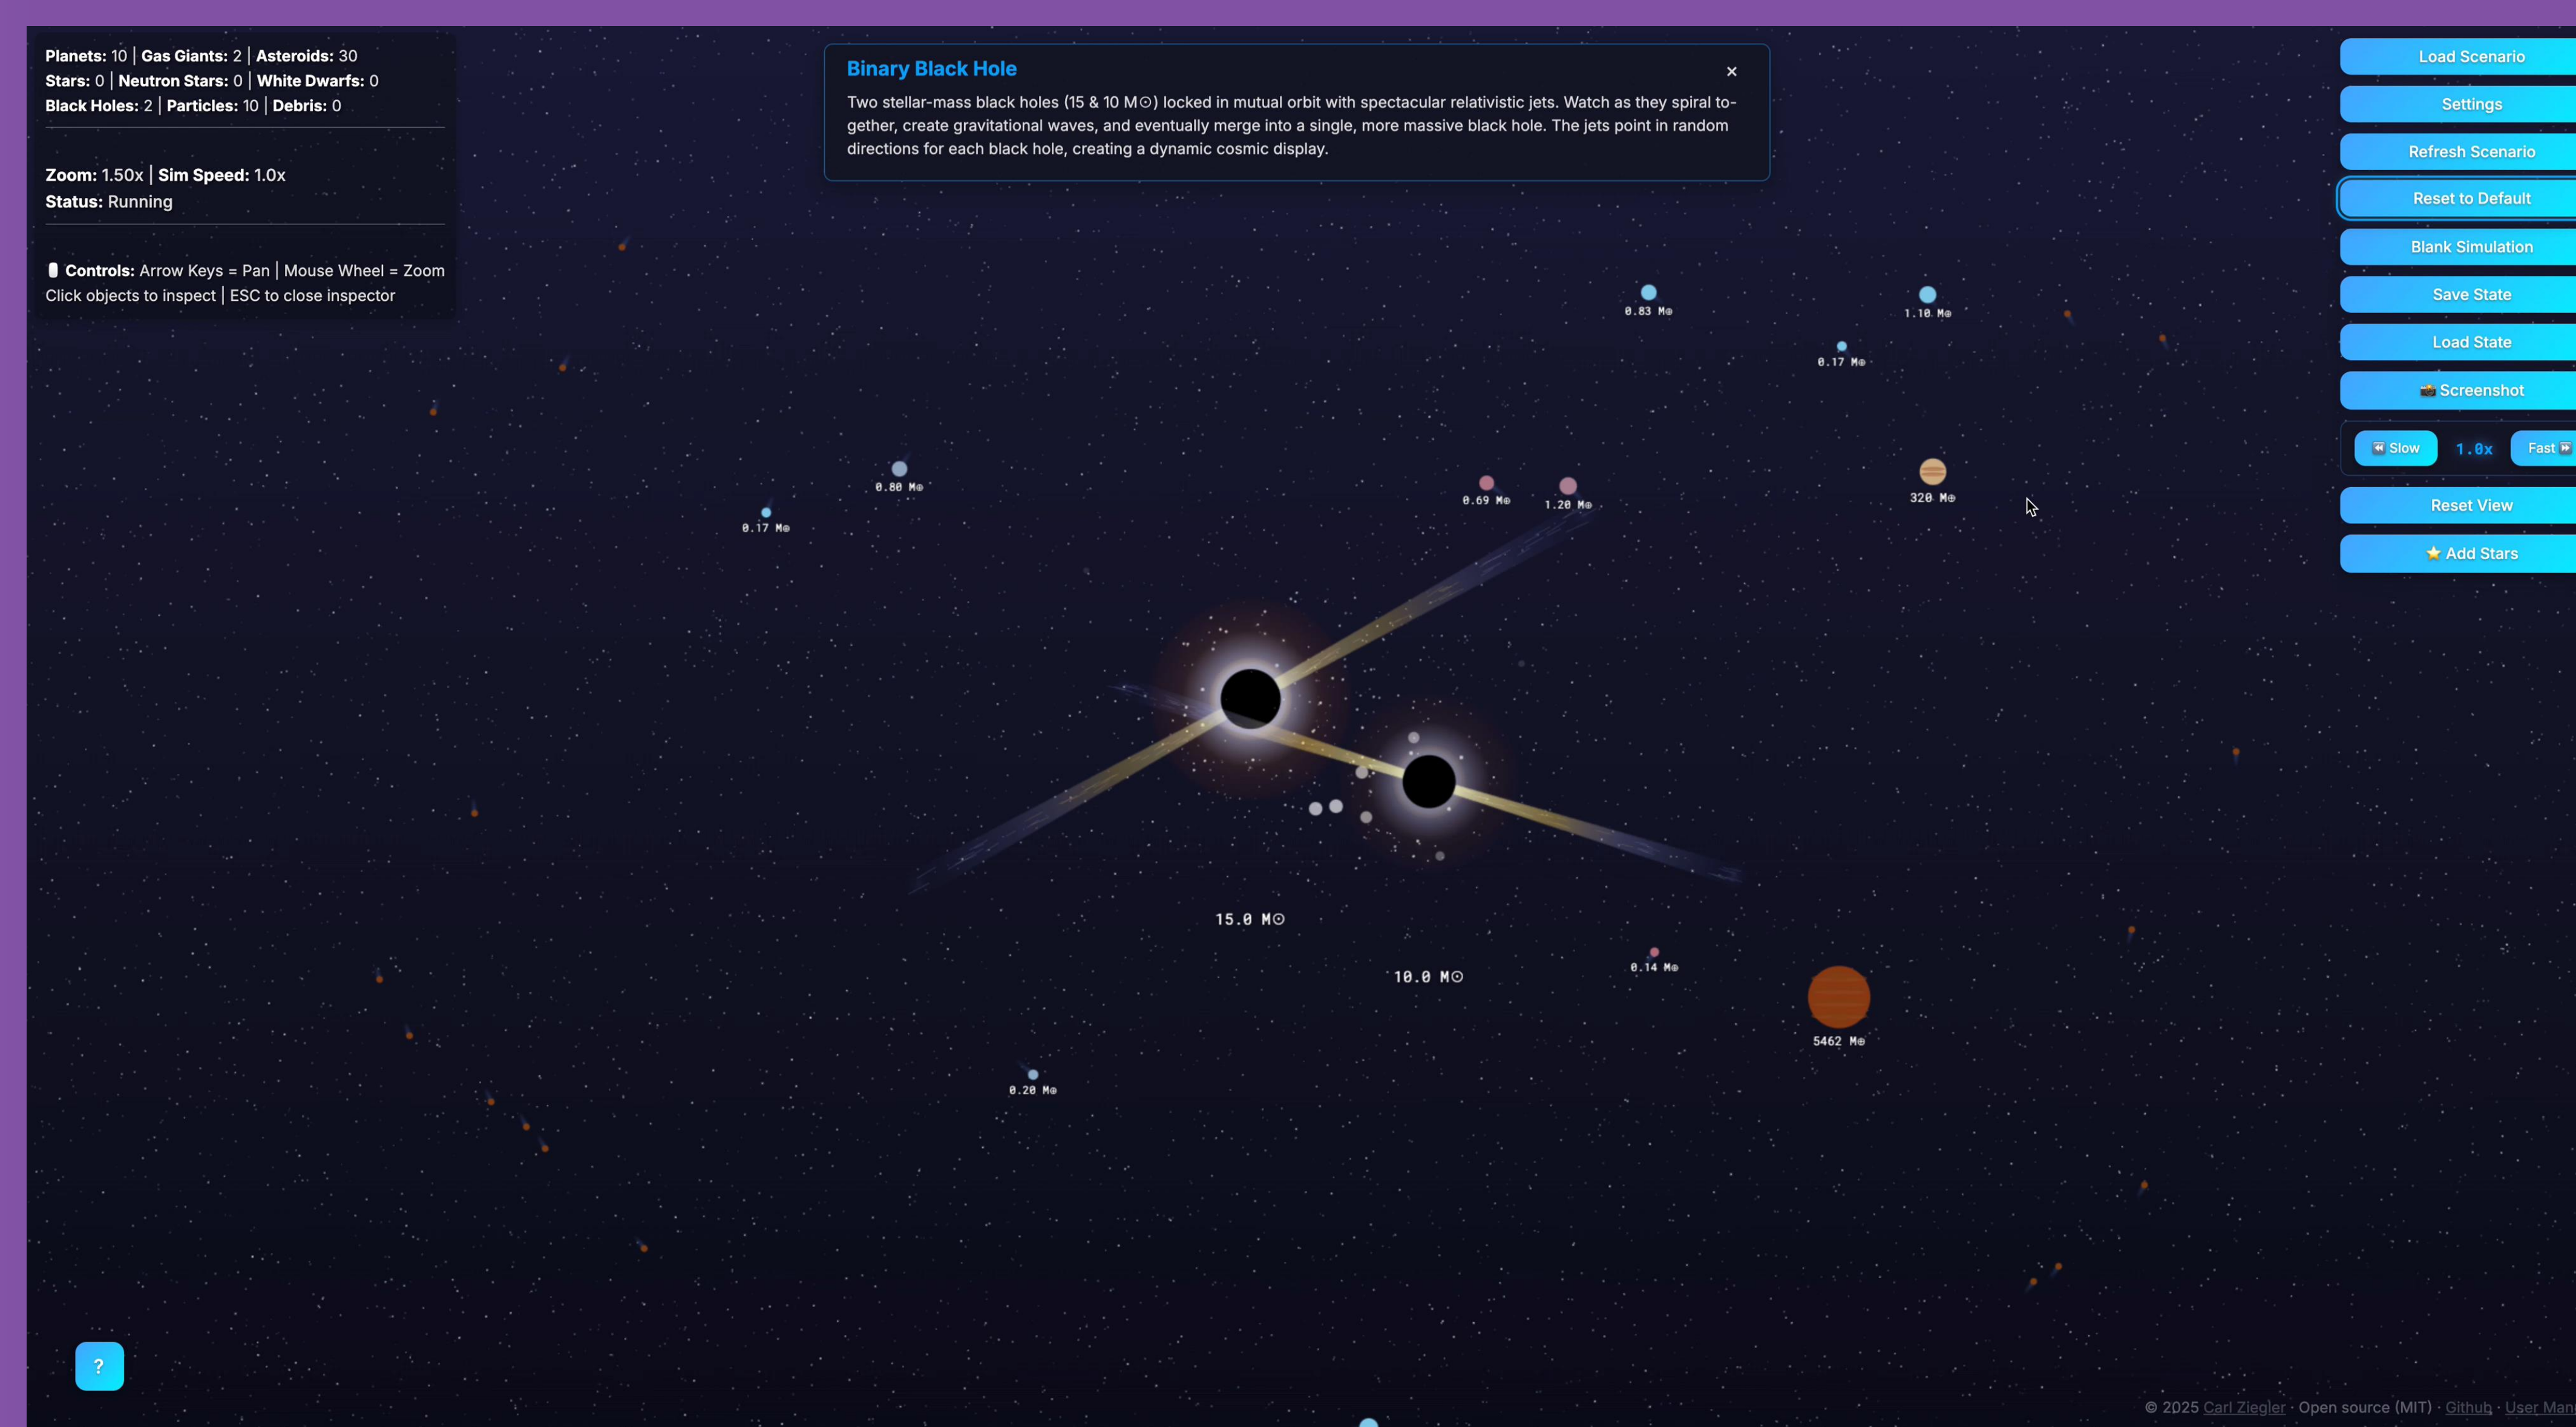 Planets: 10 | Gas Giants: 2 | Asteroids: 30
Stars: 0 | Neutron Stars: 0 | White Dwarfs: 0
Black Holes: 2 | Particles: 10 | Debris: 0
Zoom: 1.50x | Sim Speed: 1.0x
Status: Running
Controls: Arrow Keys = Pan | Mouse Wheel = Zoom
Click objects to inspect | ESC to close inspector
Binary Black Hole
×
Two stellar-mass black holes (15 & 10 M☉) locked in mutual orbit with spectacular relativistic jets. Watch as they spiral to-
gether, create gravitational waves, and eventually merge into a single, more massive black hole. The jets point in random
directions for each black hole, creating a dynamic cosmic display.
Load Scenario
Settings
Refresh Scenario
Reset to Default
Blank Simulation
Save State
Load State
📸 Screenshot
⏪ Slow 1.0x Fast ⏩
Reset View
⭐ Add Stars
0.83 M⊕
1.10 M⊕
0.17 M⊕
0.80 M⊕
0.17 M⊕
0.69 M⊕
1.20 M⊕
320 M⊕
15.0 M☉
10.0 M☉
0.14 M⊕
5462 M⊕
0.20 M⊕
?
© 2025 Carl Ziegler · Open source (MIT) · Github · User Man